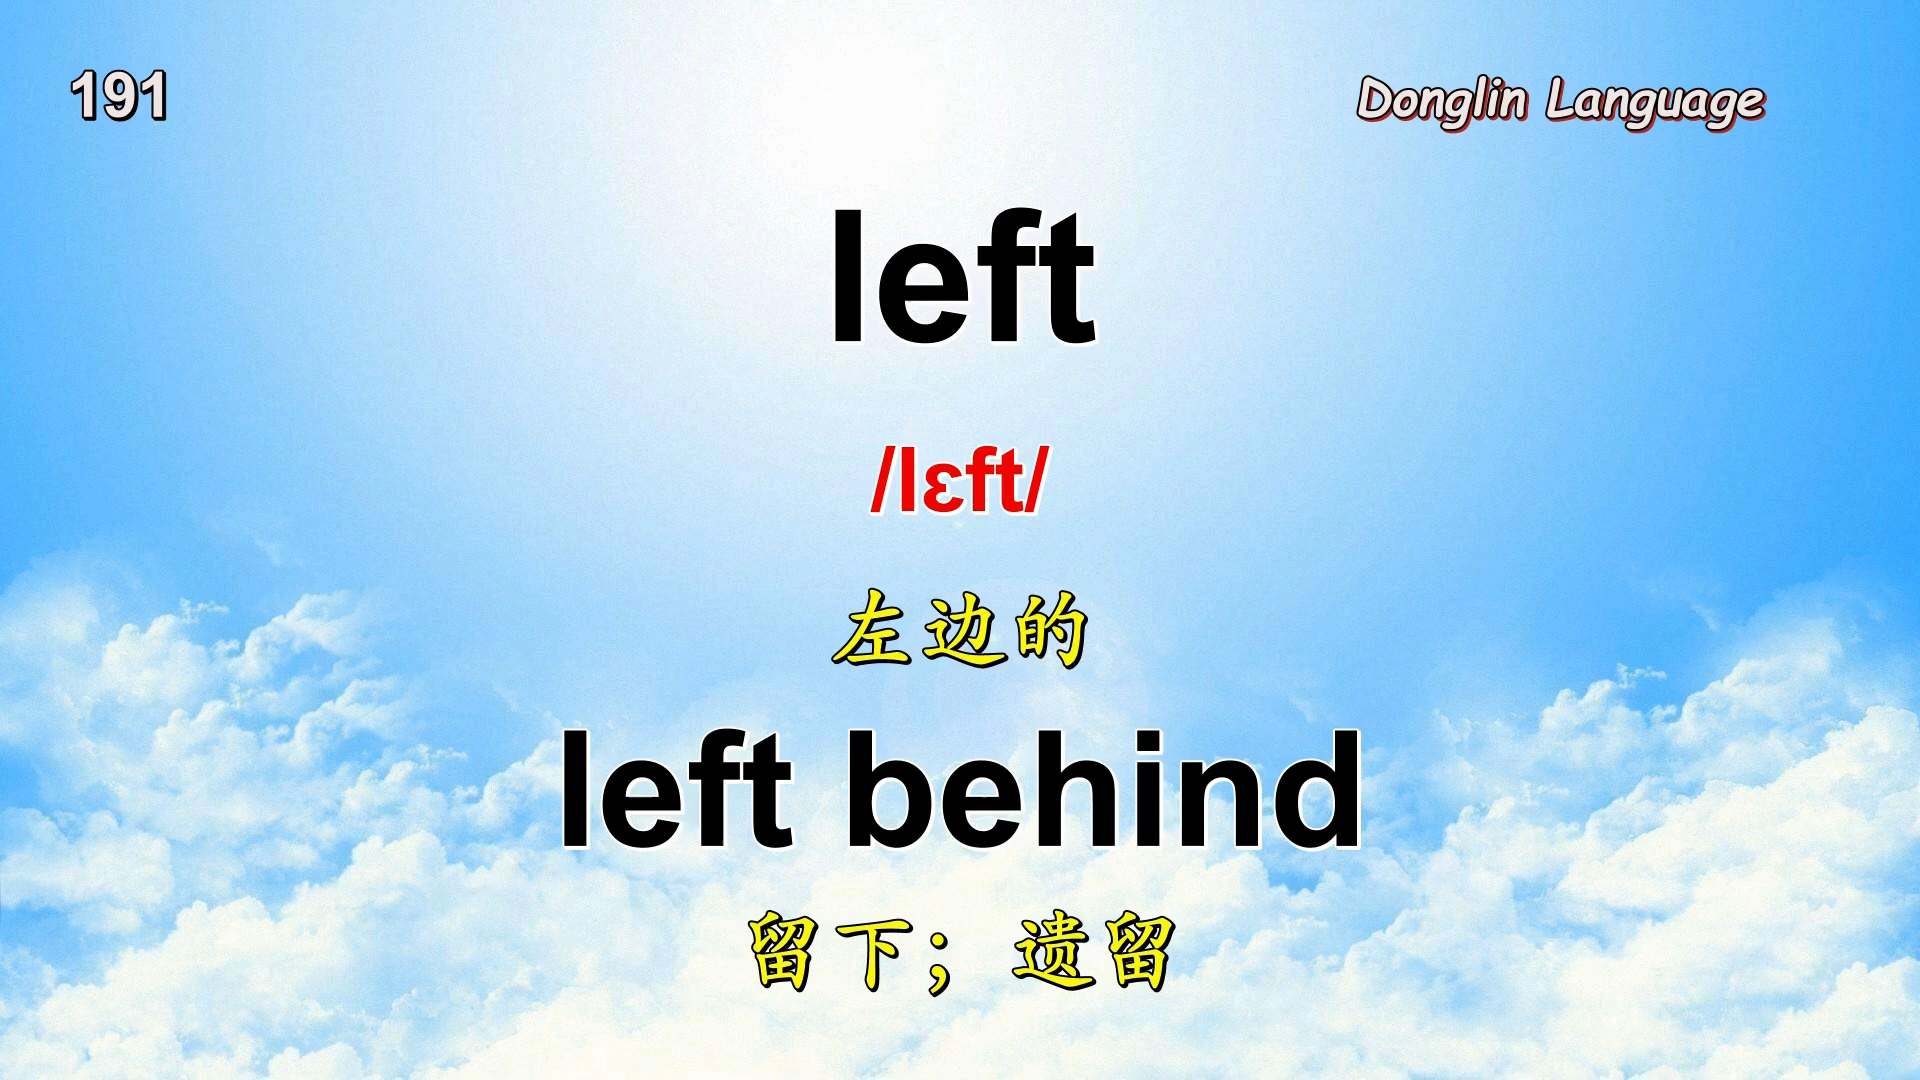 191
Donglin Language
left
/lɛft/
左边的
left behind
留下；遗留